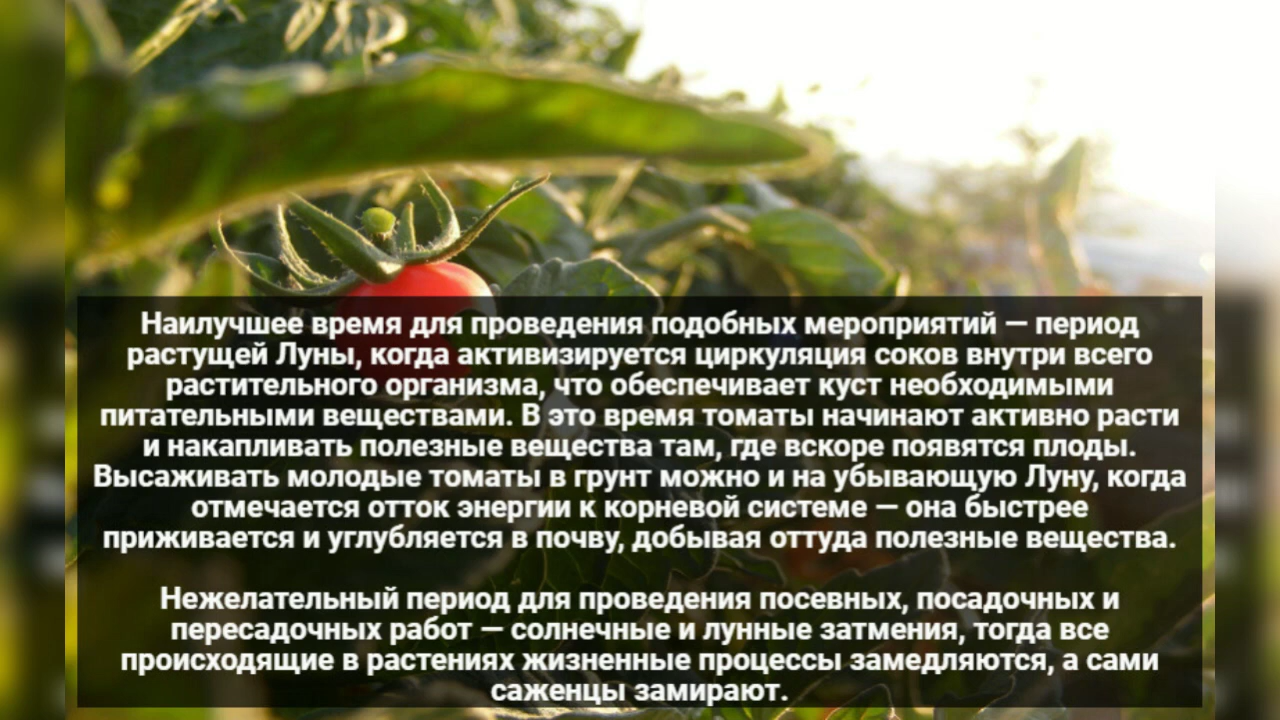 Наилучшее время для проведения подобных мероприятий — период
растущей Луны, когда активизируется циркуляция соков внутри всего
растительного организма, что обеспечивает куст необходимыми
питательными веществами. В это время томаты начинают активно расти
и накапливать полезные вещества там, где вскоре появятся плоды.
Высаживать молодые томаты в грунт можно и на убывающую Луну, когда
отмечается отток энергии к корневой системе — она быстрее
приживается и углубляется в почву, добывая оттуда полезные вещества.
Нежелательный период для проведения посевных, посадочных и
пересадочных работ — солнечные и лунные затмения, тогда все
происходящие в растениях жизненные процессы замедляются, а сами
саженцы замирают.